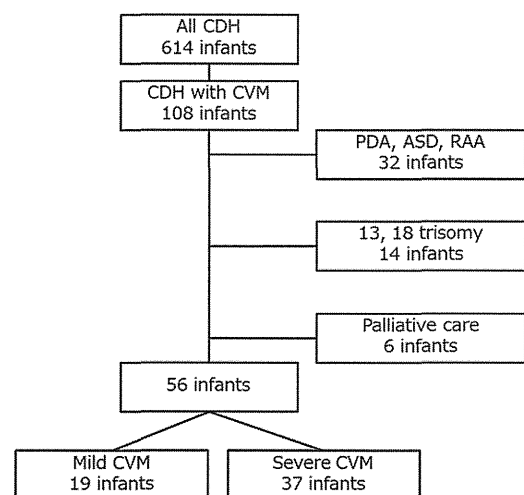 All CDH
614 infants
CDH with CVM
108 infants
PDA, ASD, RAA
32 infants
13, 18 trisomy
14 infants
Palliative care
6 infants
56 infants
Mild CVM
19 infants
Severe CVM
37 infants